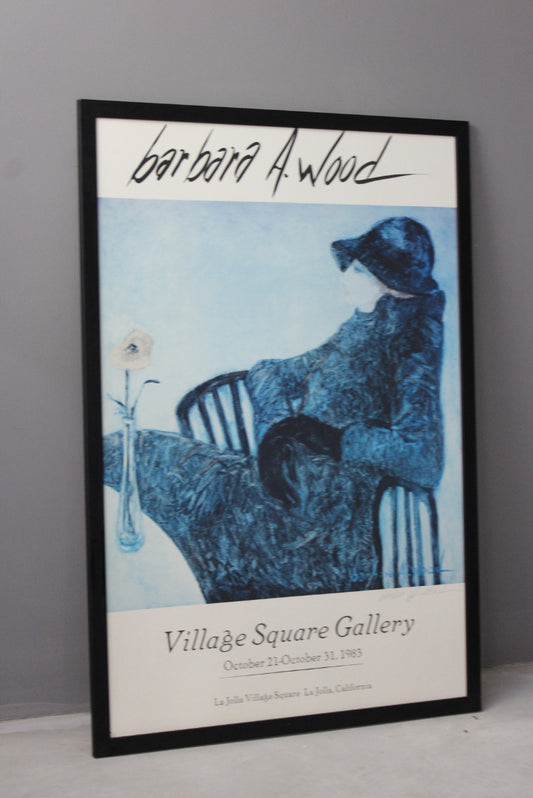 barbara A. Wood
Village Square Gallery
October 21-October 31, 1983
La Jolla Village Square La Jolla, California